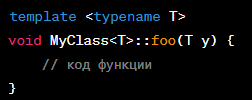 template <typename T>
void MyClass<T>::foo(T y) {
// код функции
}